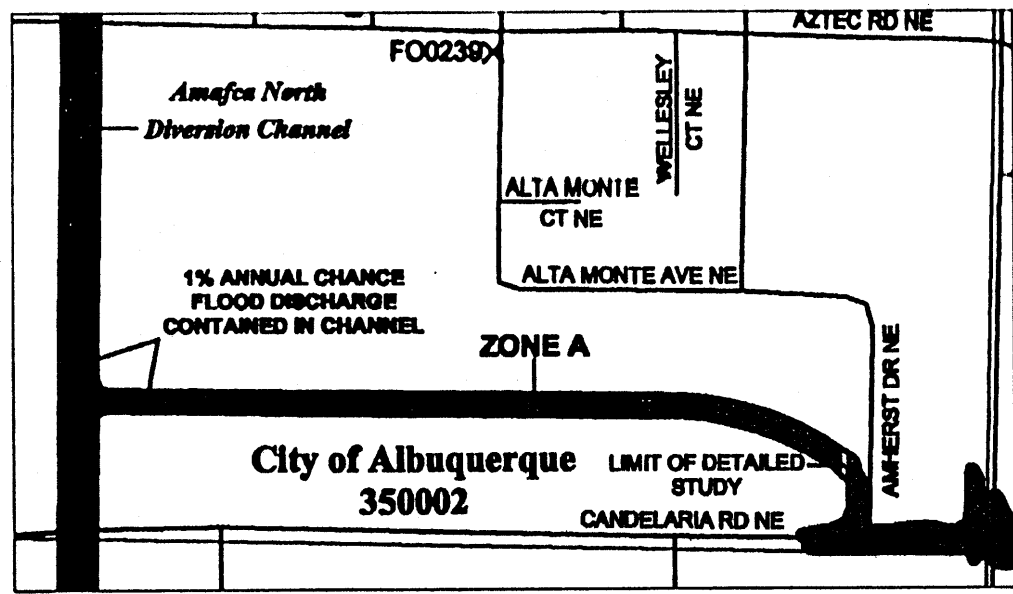 AZTEC RD NE
FO0239
WELLESLEY
CT NE
Amafca North
Diversion Channel
ALTA MONTE
CT NE
ALTA MONTE AVE NE
1% ANNUAL CHANCE
FLOOD DISCHARGE
CONTAINED IN CHANNEL
ZONE A
AMHERST DR NE
City of Albuquerque
350002
LIMIT OF DETAILED
STUDY
CANDELARIA RD NE